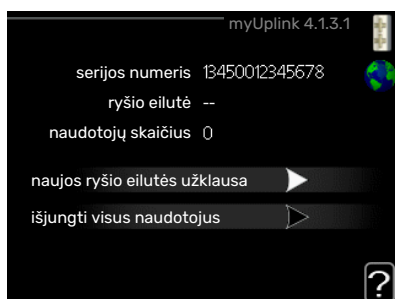 myUplink 4.1.3.1
serijos numeris 13450012345678
ryšio eilutė --
naudotojų skaičius 0
naujos ryšio eilutės užklausa
išjungti visus naudotojus
?